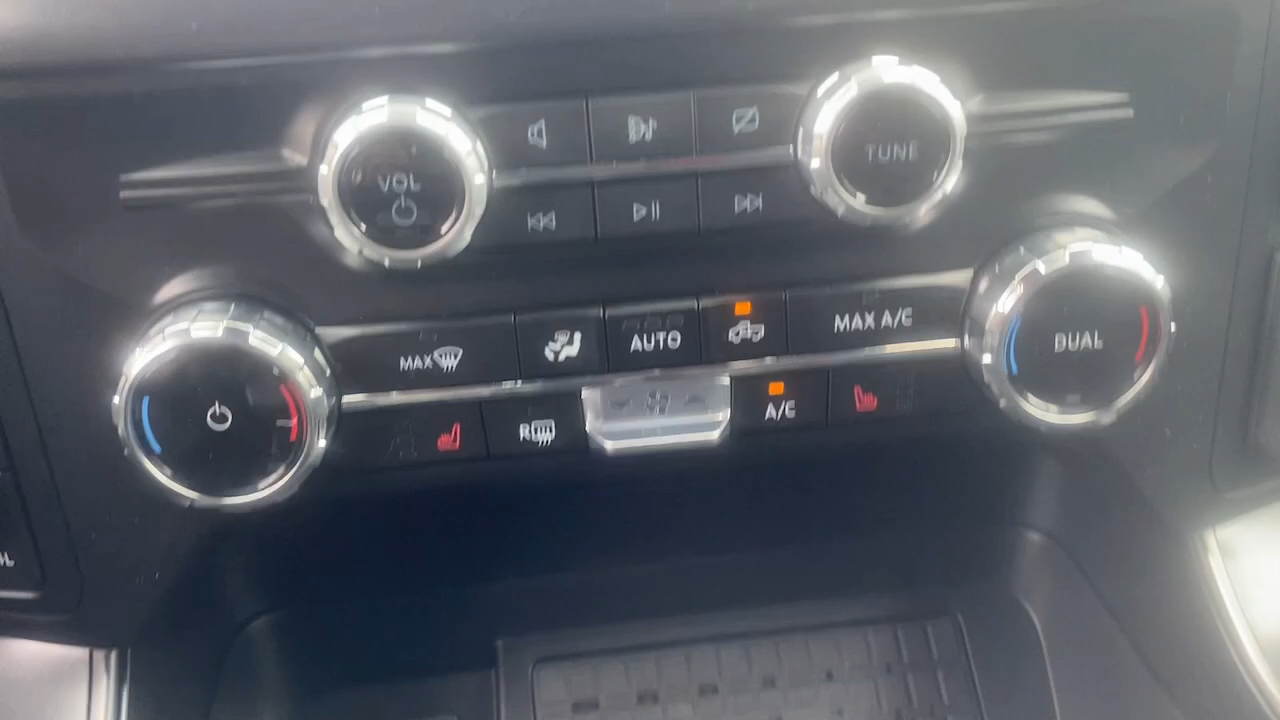 VOL
TUNE
MAX
AUTO
MAX A/C
DUAL
R
A/C